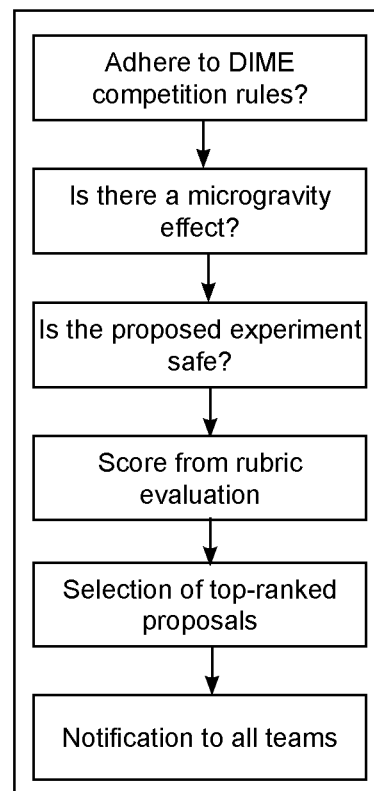 Adhere to DIME
competition rules?
Is there a microgravity
effect?
Is the proposed experiment
safe?
Score from rubric
evaluation
Selection of top-ranked
proposals
Notification to all teams